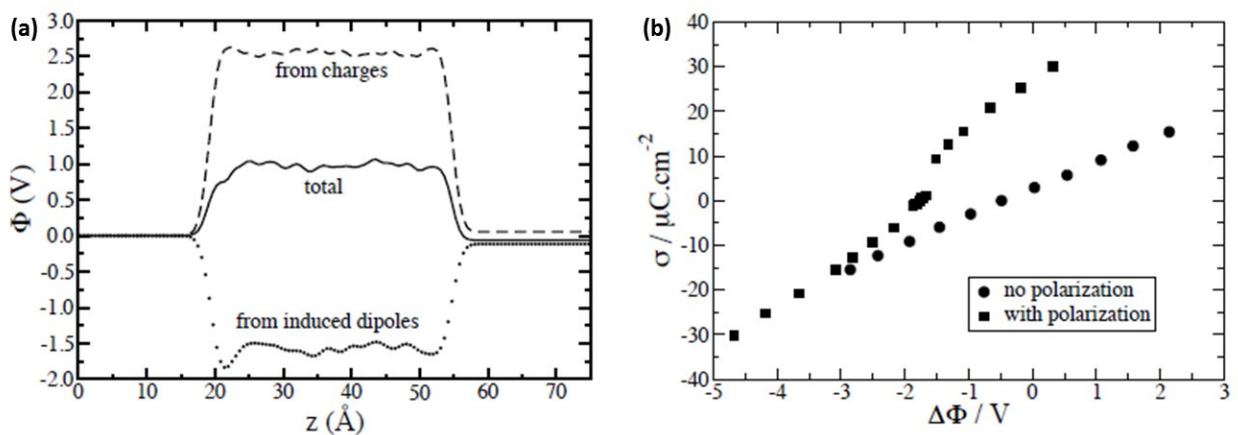 (a)
3.0
2.5
2.0
1.5
1.0
0.5
0.0
-0.5
-1.0
-1.5
-2.0
Φ (V)
from charges
total
from induced dipoles
0 10 20 30 40 50 60 70
z (Å)
(b)
40
30
20
10
0
-10
-20
-30
-40
σ / μC.cm⁻²
no polarization
with polarization
-5 -4 -3 -2 -1 0 1 2 3
ΔΦ / V